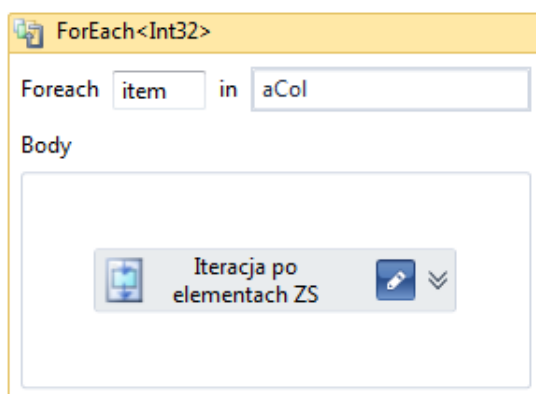 ForEach<Int32>
Foreach item in aCol
Body
Iteracja po
elementach ZS